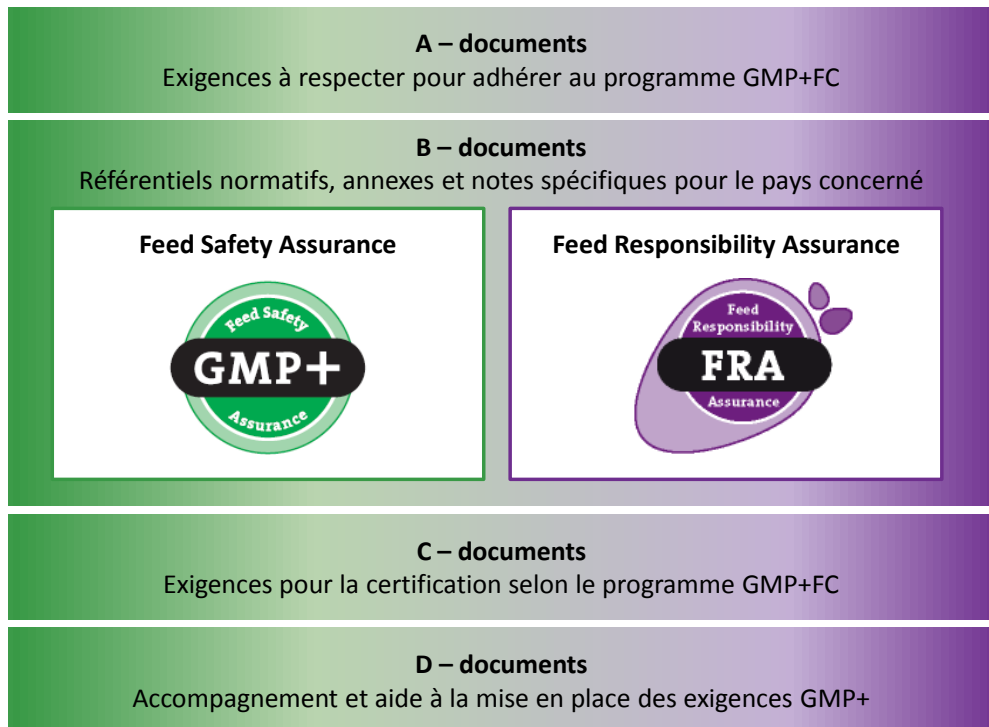 A – documents
Exigences à respecter pour adhérer au programme GMP+FC
B – documents
Référentiels normatifs, annexes et notes spécifiques pour le pays concerné
Feed Safety Assurance
Feed Safety
GMP+
Assurance
Feed Responsibility Assurance
Feed
Responsibility
FRA
Assurance
C – documents
Exigences pour la certification selon le programme GMP+FC
D – documents
Accompagnement et aide à la mise en place des exigences GMP+